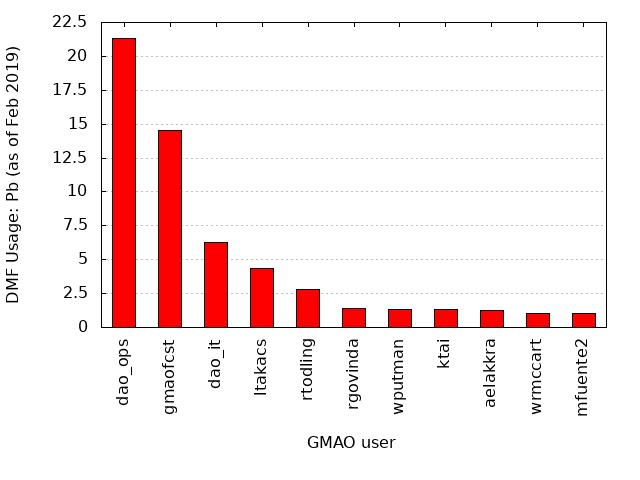 22.5
20
17.5
15
12.5
10
7.5
5
2.5
0
DMF Usage: Pb (as of Feb 2019)
dao_ops
gmaofcst
dao_it
ltakacs
rtodling
rgovinda
wputman
ktai
aelakkra
wrmccart
mfuente2
GMAO user